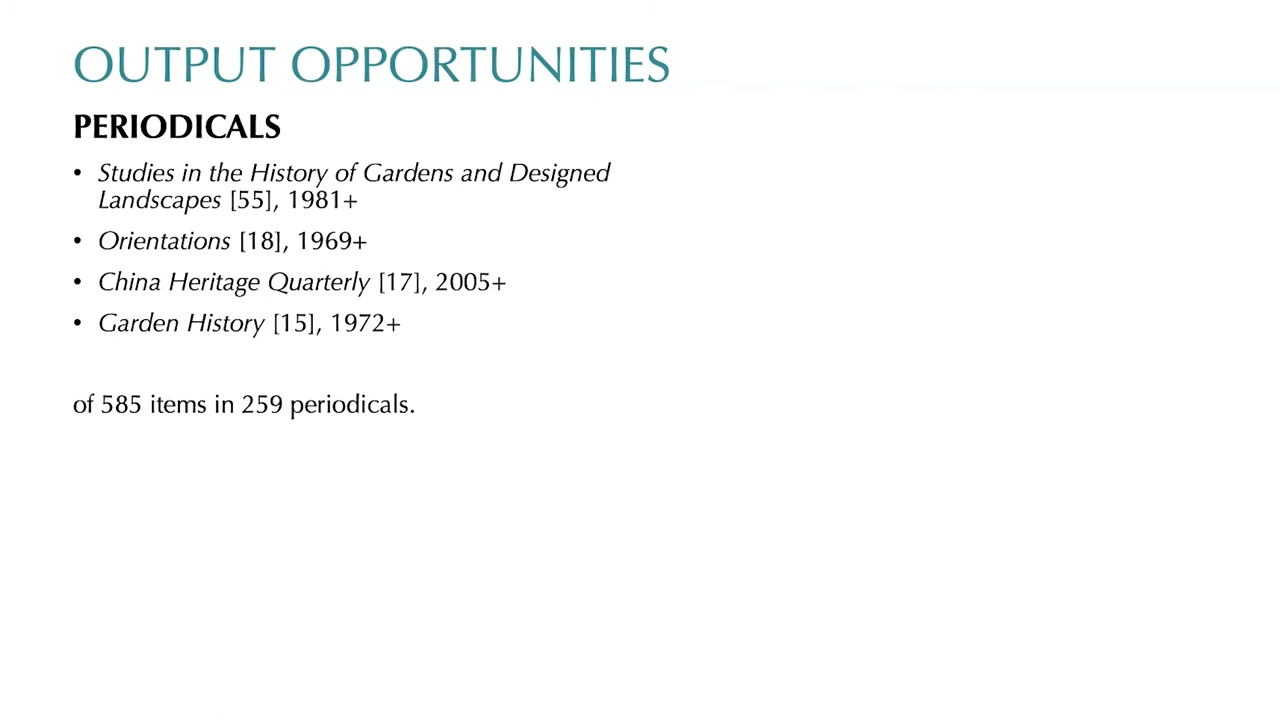 OUTPUT OPPORTUNITIES
PERIODICALS
• Studies in the History of Gardens and Designed
Landscapes [55], 1981+
• Orientations [18], 1969+
• China Heritage Quarterly [17], 2005+
• Garden History [15], 1972+
of 585 items in 259 periodicals.